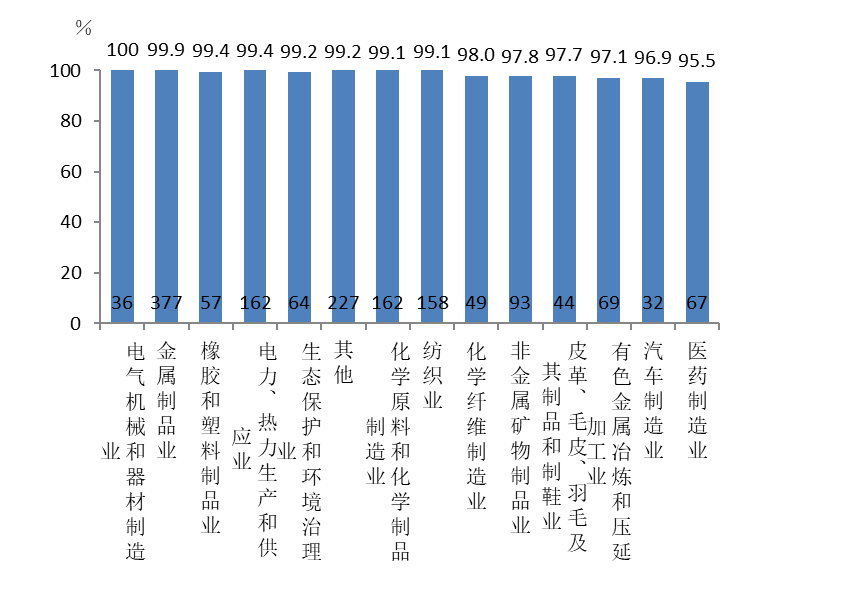 %
100 99.9 99.4 99.4 99.2 99.2 99.1 99.1 98.0 97.8 97.7 97.1 96.9 95.5
100
80
60
40
20
0
36 377 57 162 64 227 162 158 49 93 44 69 32 67
电气机械和器材制造
业
金属制品业
橡胶和塑料制品业
电力、热力生产和供
应业
生态保护和环境治理
业
其他
化学原料和化学制品
制造业
纺织业
化学纤维制造业
非金属矿物制品业
皮革、毛皮、羽毛及
其制品和制鞋业
有色金属冶炼和压延
加工业
汽车制造业
医药制造业